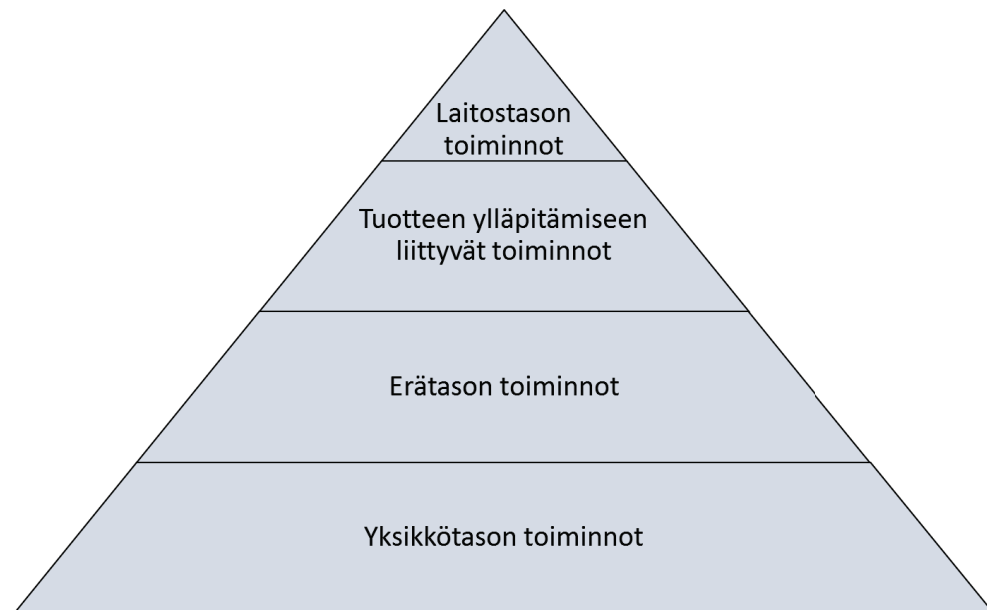 Laitostason
toiminnot
Tuotteen ylläpitämiseen
liittyvät toiminnot
Erätason toiminnot
Yksikkötason toiminnot